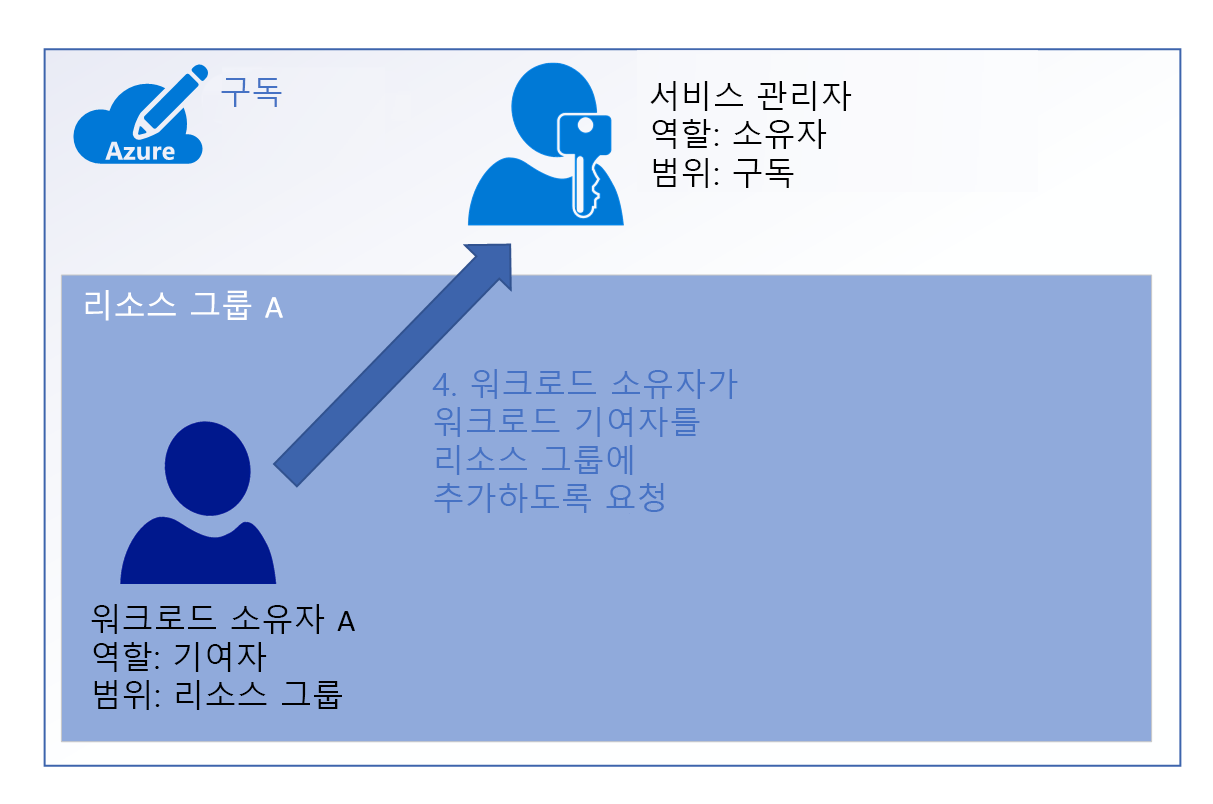 Azure
구독
서비스 관리자
역할: 소유자
범위: 구독
리소스 그룹 A
4. 워크로드 소유자가
워크로드 기여자를
리소스 그룹에
추가하도록 요청
워크로드 소유자 A
역할: 기여자
범위: 리소스 그룹